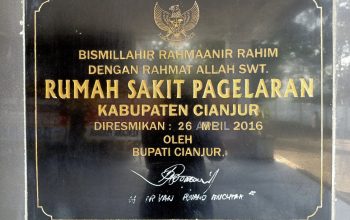 BISMILLAHIR RAHMAANIR RAHIM
DENGAN RAHMAT ALLAH SWT.
RUMAH SAKIT PAGELARAN
KABUPATEN CIANJUR
DIRESMIKAN : 26 APRIL 2016
OLEH
BUPATI CIANJUR.